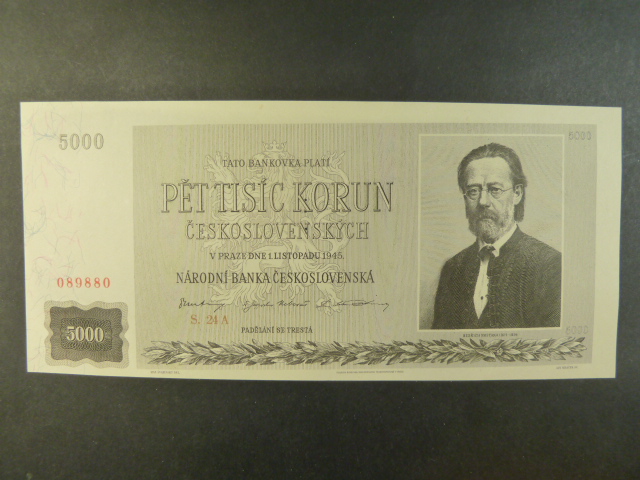 5000
5000
TATO BANKOVKA PLATÍ
PĚT TISÍC KORUN
ČESKOSLOVENSKÝCH
V PRAZE DNE 1. LISTOPADU 1945.
NÁRODNÍ BANKA ČESKOSLOVENSKÁ
089880
S. 24 A
PADĚLÁNÍ SE TRESTÁ
5000
5000